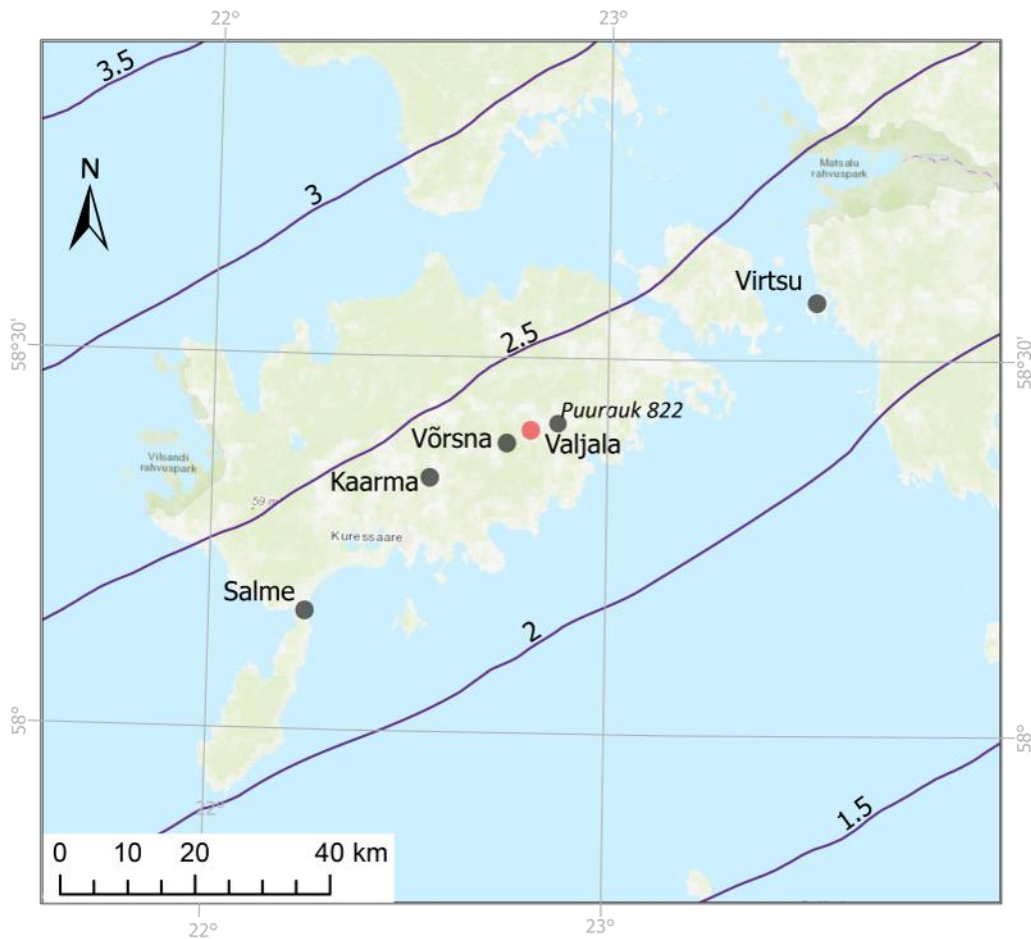 22°
23°
3.5
N
3
Matsalu
rahvuspark
Virtsu
58°30'
58°30'
2.5
Puurauk 822
Võrsna
Valjala
Vilsandi
rahvuspark
Kaarma
59 m
Kuressaare
Salme
2
58°
58°
22°
1.5
0 10 20 40 km
22°
23°